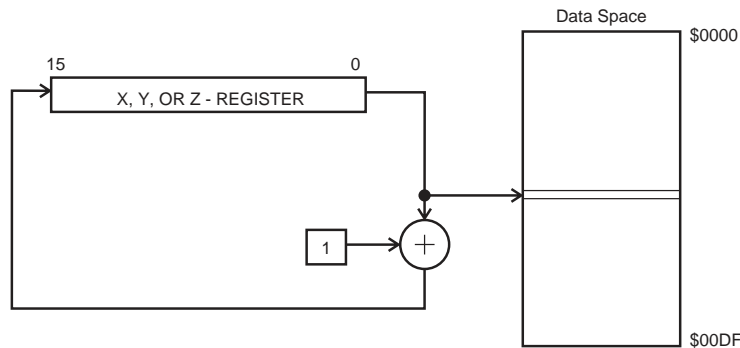 Data Space
$0000
15 0
X, Y, OR Z - REGISTER
1
+
$00DF